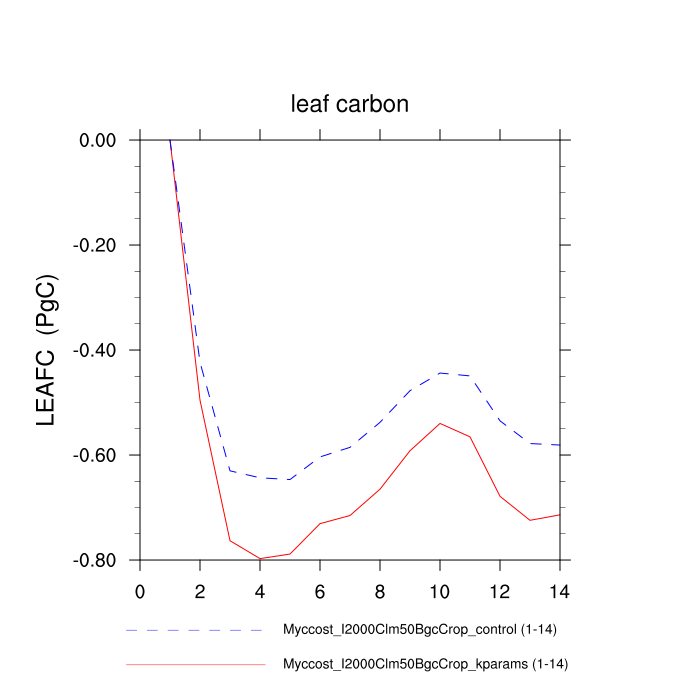 leaf carbon
LEAFC (PgC)
0.00
-0.20
-0.40
-0.60
-0.80
0 2 4 6 8 10 12 14
Myccost_I2000Clm50BgcCrop_control (1-14)
Myccost_I2000Clm50BgcCrop_kparams (1-14)